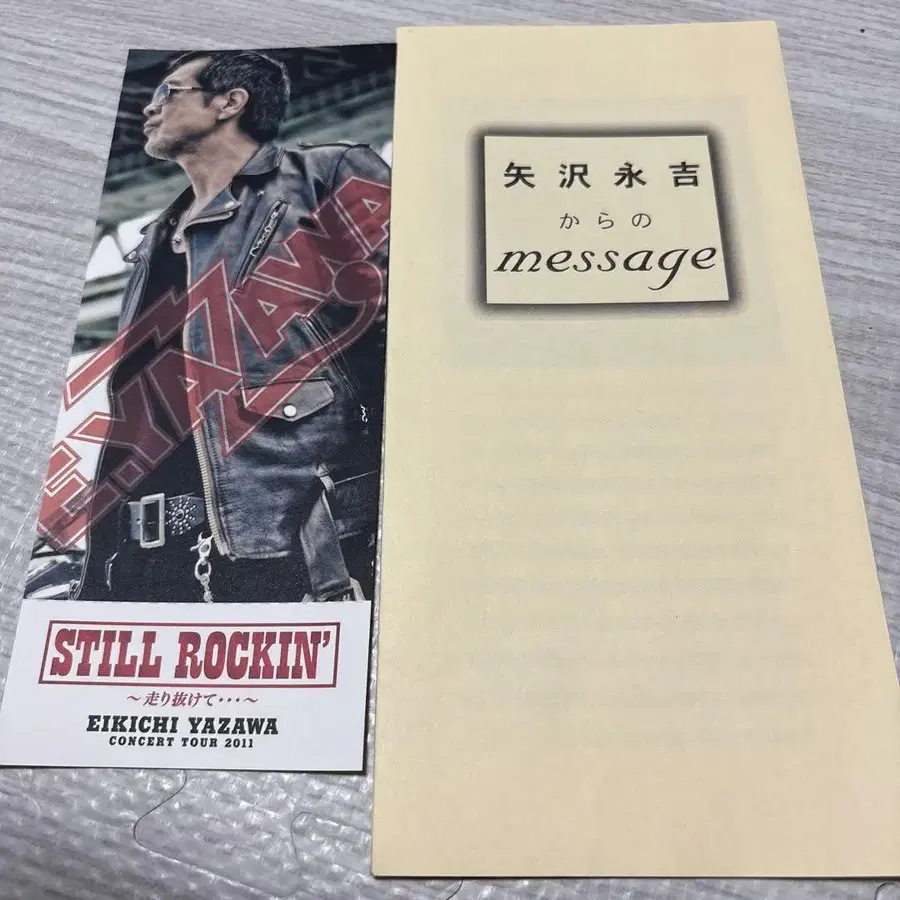 E.YAZAWA
STILL ROCKIN'
〜走り抜けて・・・〜
EIKICHI YAZAWA
CONCERT TOUR 2011
矢沢永吉
からの
message